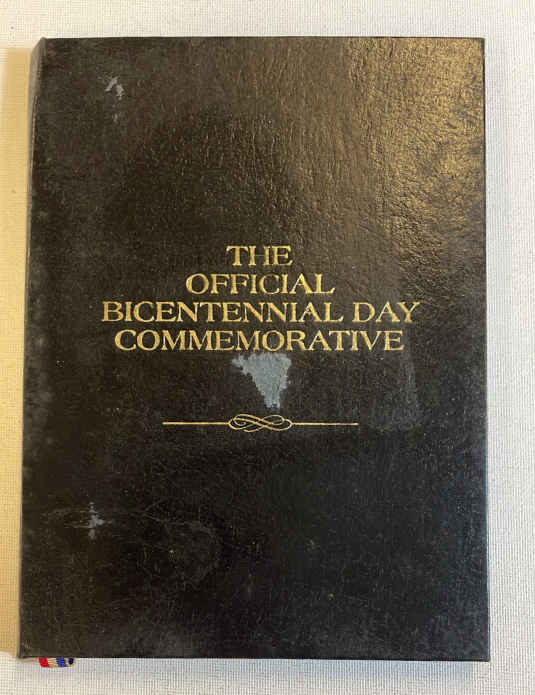 THE
OFFICIAL
BICENTENNIAL DAY
COMMEMORATIVE